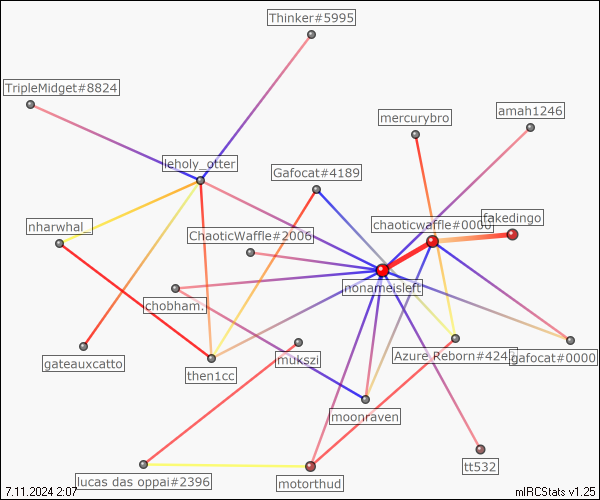 Thinker#5995
TripleMidget#8824
amah1246
mercurybro
leholy_otter
Gafocat#4189
fakedingo
chaoticwaffle#0000
nharwhal_
ChaoticWaffle#2006
nonameisleft
chobham.
Azure_Reborn#424
gafocat#0000
gateauxcatto
mukszi
then1cc
moonraven
tt532
lucas das oppai#2396
motorthud
7.11.2024 2:07
mIRCStats v1.25